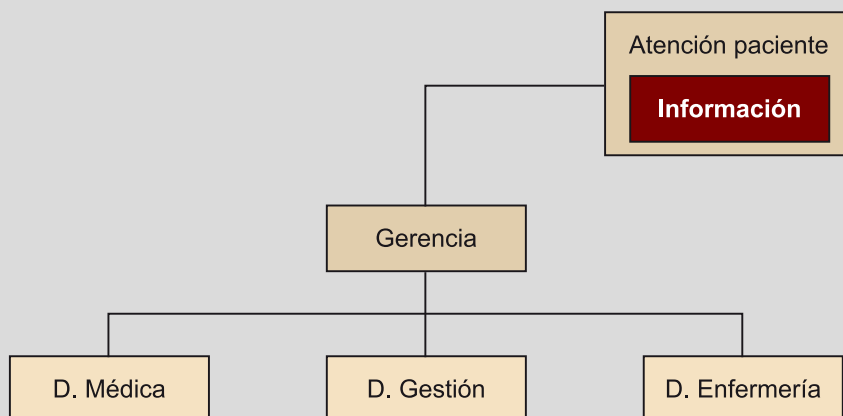 Atención paciente
Información
Gerencia
D. Médica
D. Gestión
D. Enfermería